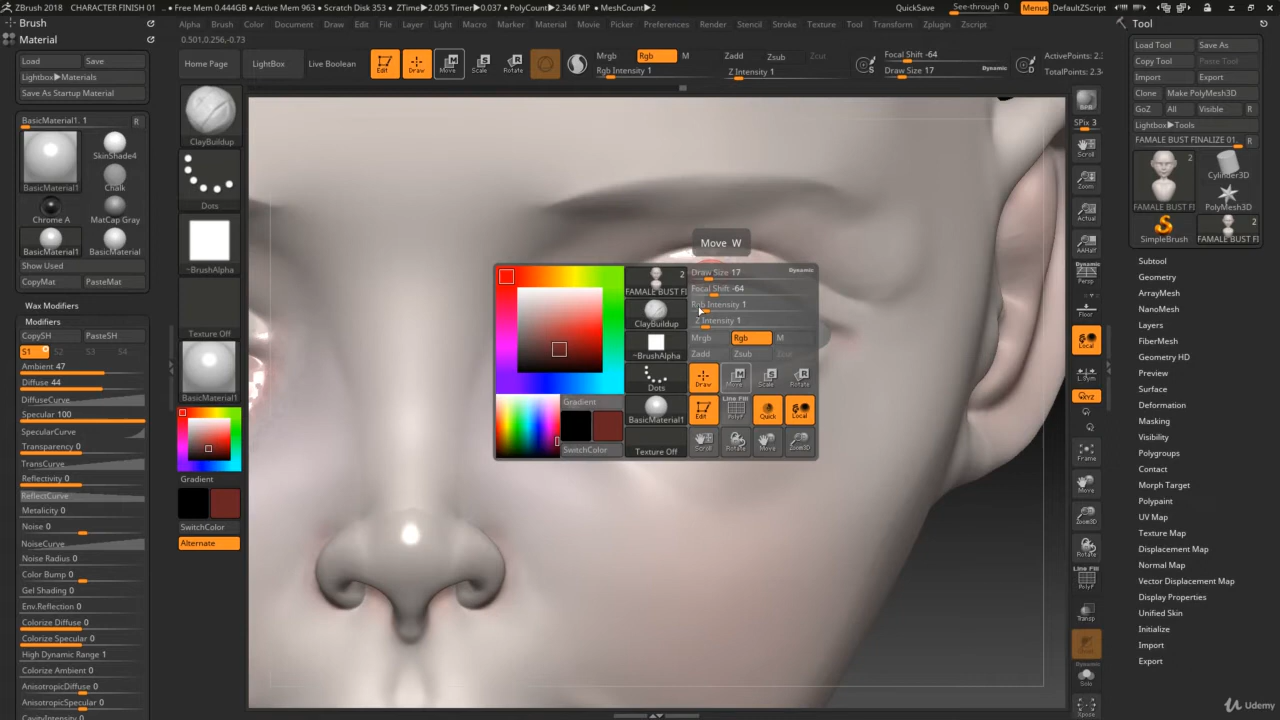 ZBrush 2018 CHARACTER FINISH 01 . • Free Mem 0.444GB • Active Mem 963 • Scratch Disk 353 • ZTime▶2.055 Timer▶0.037 • PolyCount▶2.346 MP • MeshCount▶2
QuickSave
See-through 0
Menus
DefaultZScript
Brush
Alpha Brush Color Document Draw Edit File Layer Light Macro Marker Material Movie Picker Preferences Render Stencil Stroke Texture Tool Transform Zplugin Zscript
Material
0.501,0.256,-0.73
Load Save
Lightbox▶Materials
Save As Startup Material
BasicMaterial1. 1 R
BasicMaterial1
SkinShade4
Chalk
Chrome A
MatCap Gray
BasicMaterial1
BasicMaterial
Show Used
CopyMat PasteMat
Wax Modifiers
Modifiers
CopySH PasteSH
S1 S2 S3 S4
Ambient 47
Diffuse 44
DiffuseCurve
Specular 100
SpecularCurve
Transparency 0
TransCurve
Reflectivity 0
ReflectCurve
Metalicity 0
Noise 0
NoiseCurve
Noise Radius 0
Color Bump 0
Gel Shading 0
Env.Reflection 0
Colorize Diffuse 0
Colorize Specular 0
High Dynamic Range 1
Colorize Ambient 0
AnisotropicDiffuse 0
AnisotropicSpecular 0
CavityIntensity 0
Home Page
LightBox
Live Boolean
Edit
Draw
Move
Scale
Rotate
Mrgb Rgb M
Rgb Intensity 1
Zadd Zsub Zcut
Z Intensity 1
Focal Shift -64
Draw Size 17
Dynamic
S
D
ActivePoints: 2.
TotalPoints: 2.3
ClayBuildup
Dots
~BrushAlpha
Texture Off
BasicMaterial1
Gradient
SwitchColor
Alternate
Move W
Gradient
SwitchColor
2
FAMALE BUST FI
ClayBuildup
~BrushAlpha
Dots
BasicMaterial1
Texture Off
Draw Size 17 Dynamic
Focal Shift -64
Rgb Intensity 1
Z Intensity 1
Mrgb Rgb M
Zadd Zsub Zcut
Draw Move Scale Rotate
Line Fill
Edit PolyF Quick Local
Scroll Rotate Move Zoom3D
BPR
SPix 3
Scroll
Zoom
Actual
AAHalf
Dynamic
Persp
Floor
Local
L.Sym
XYZ
Frame
Move
Zoom3D
Rotate
Line Fill
PolyF
Transp
Dynamic
Solo
Xpose
Tool
Load Tool Save As
Copy Tool Paste Tool
Import Export
Clone Make PolyMesh3D
GoZ All Visible R
Lightbox▶Tools
FAMALE BUST FINALIZE 01. R
2
FAMALE BUST FI
Cylinder3D
PolyMesh3D
SimpleBrush
2
FAMALE BUST FI
Subtool
Geometry
ArrayMesh
NanoMesh
Layers
FiberMesh
Geometry HD
Preview
Surface
Deformation
Masking
Visibility
Polygroups
Contact
Morph Target
Polypaint
UV Map
Texture Map
Displacement Map
Normal Map
Vector Displacement Map
Display Properties
Unified Skin
Initialize
Import
Export
Udemy